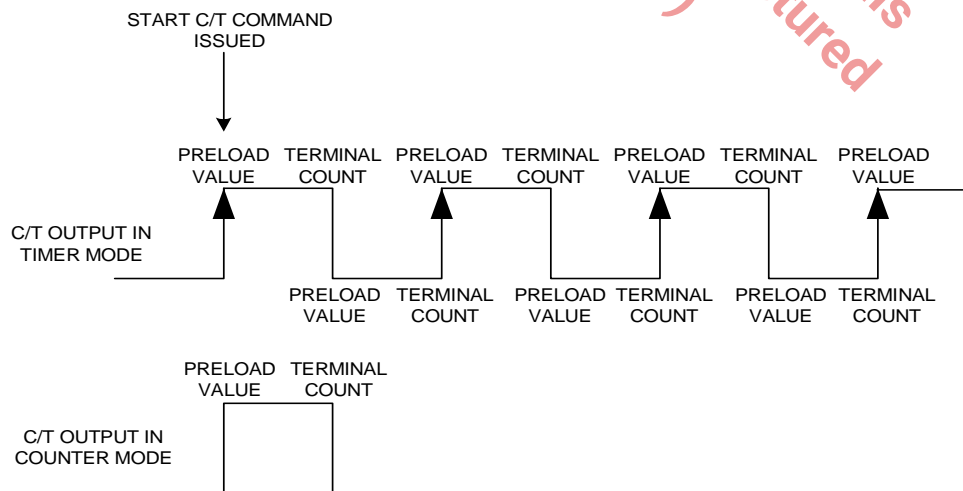 START C/T COMMAND
ISSUED
PRELOAD VALUE
TERMINAL COUNT
PRELOAD VALUE
TERMINAL COUNT
PRELOAD VALUE
TERMINAL COUNT
PRELOAD VALUE
C/T OUTPUT IN
TIMER MODE
PRELOAD VALUE
TERMINAL COUNT
PRELOAD VALUE
TERMINAL COUNT
PRELOAD VALUE
TERMINAL COUNT
PRELOAD VALUE
TERMINAL COUNT
C/T OUTPUT IN
COUNTER MODE